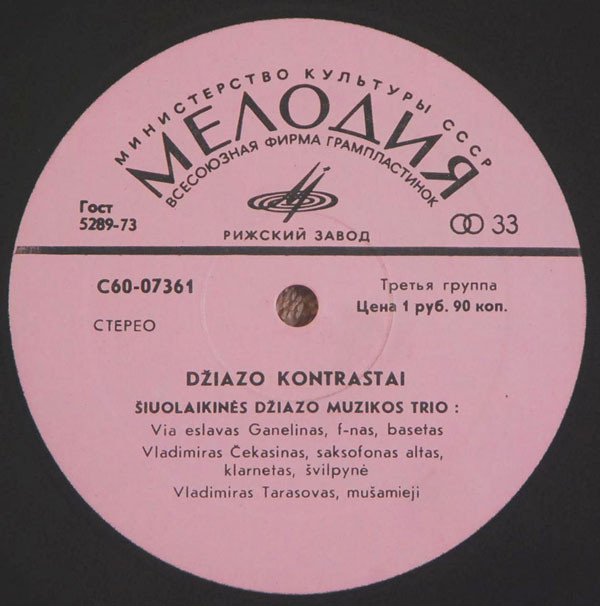 МИНИСТЕРСТВО КУЛЬТУРЫ СССР
МЕЛОДИЯ
ВСЕСОЮЗНАЯ ФИРМА ГРАМПЛАСТИНОК
Гост
5289-73
33
РИЖСКИЙ ЗАВОД
С60-07361
Третья группа
Цена 1 руб. 90 коп.
СТЕРЕО
DŽIAZO KONTRASTAI
ŠIUOLAIKINĖS DŽIAZO MUZIKOS TRIO :
Via eslavas Ganelinas, f-nas, basetas
Vladimiras Čekasinas, saksofonas altas,
klarnetas, švilpynė
Vladimiras Tarasovas, mušamieji